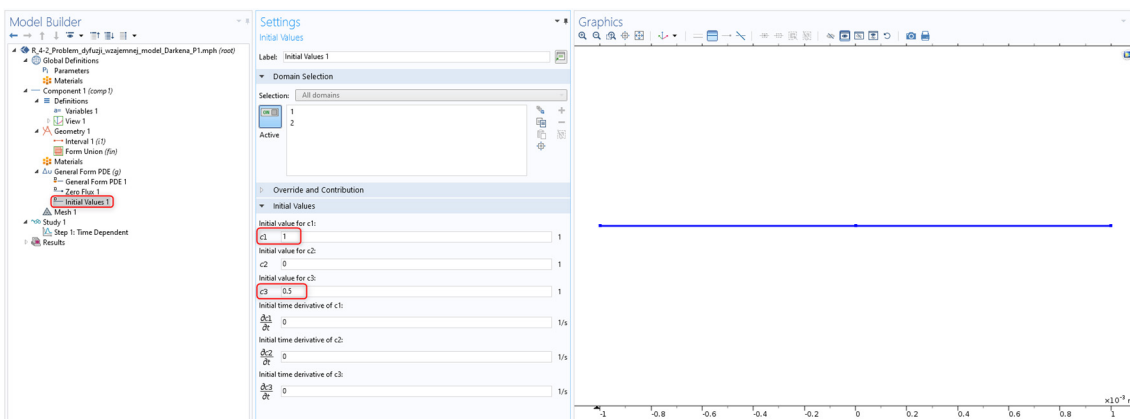 Model Builder
R_4-2_Problem_dyfuzji_wzajemnej_model_Darkena_P1.mph (root)
Global Definitions
Pi Parameters
Materials
Component 1 (comp1)
Definitions
a= Variables 1
View 1
Geometry 1
Interval 1 (i1)
Form Union (fin)
Materials
Δu General Form PDE (g)
General Form PDE 1
Zero Flux 1
Initial Values 1
Mesh 1
Study 1
Step 1: Time Dependent
Results
Settings
Initial Values
Label: Initial Values 1
Domain Selection
Selection: All domains
Active
1
2
Override and Contribution
Initial Values
Initial value for c1:
c1 1 1
Initial value for c2:
c2 0 1
Initial value for c3:
c3 0.5 1
Initial time derivative of c1:
∂c1/∂t 0 1/s
Initial time derivative of c2:
∂c2/∂t 0 1/s
Initial time derivative of c3:
∂c3/∂t 0 1/s
Graphics
×10⁻³
-1 -0.8 -0.6 -0.4 -0.2 0 0.2 0.4 0.6 0.8 1